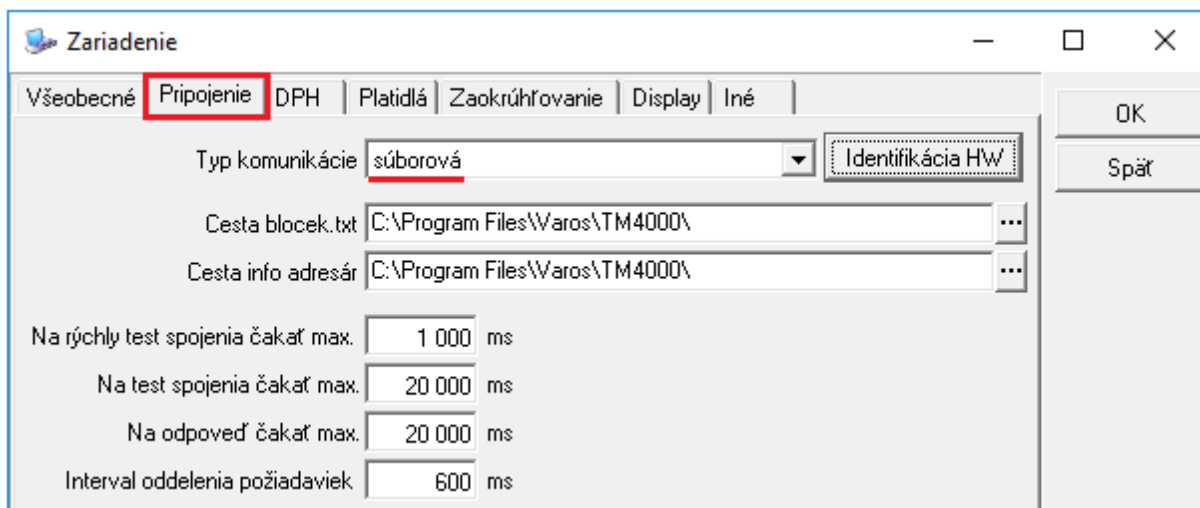 Zariadenie
Všeobecné Pripojenie DPH Platidlá Zaokrúhľovanie Display Iné
OK
Typ komunikácie súborová Identifikácia HW
Späť
Cesta blocek.txt C:\Program Files\Varos\TM4000\ ...
Cesta info adresár C:\Program Files\Varos\TM4000\ ...
Na rýchly test spojenia čakať max. 1 000 ms
Na test spojenia čakať max. 20 000 ms
Na odpoveď čakať max. 20 000 ms
Interval oddelenia požiadaviek 600 ms